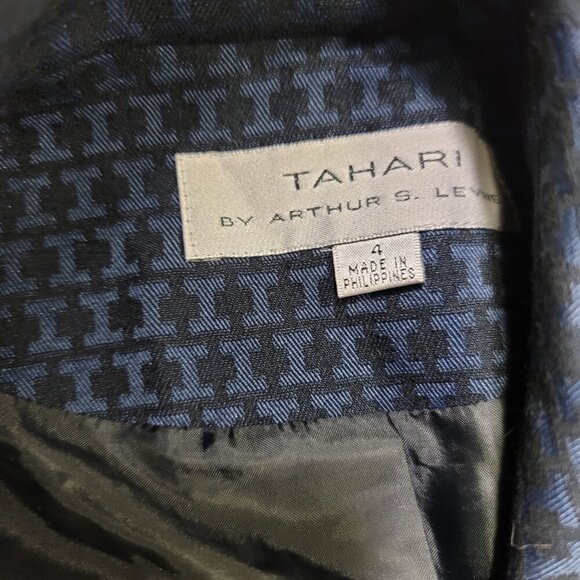 TAHARI
BY ARTHUR S. LEVINE
4
MADE IN
PHILIPPINES